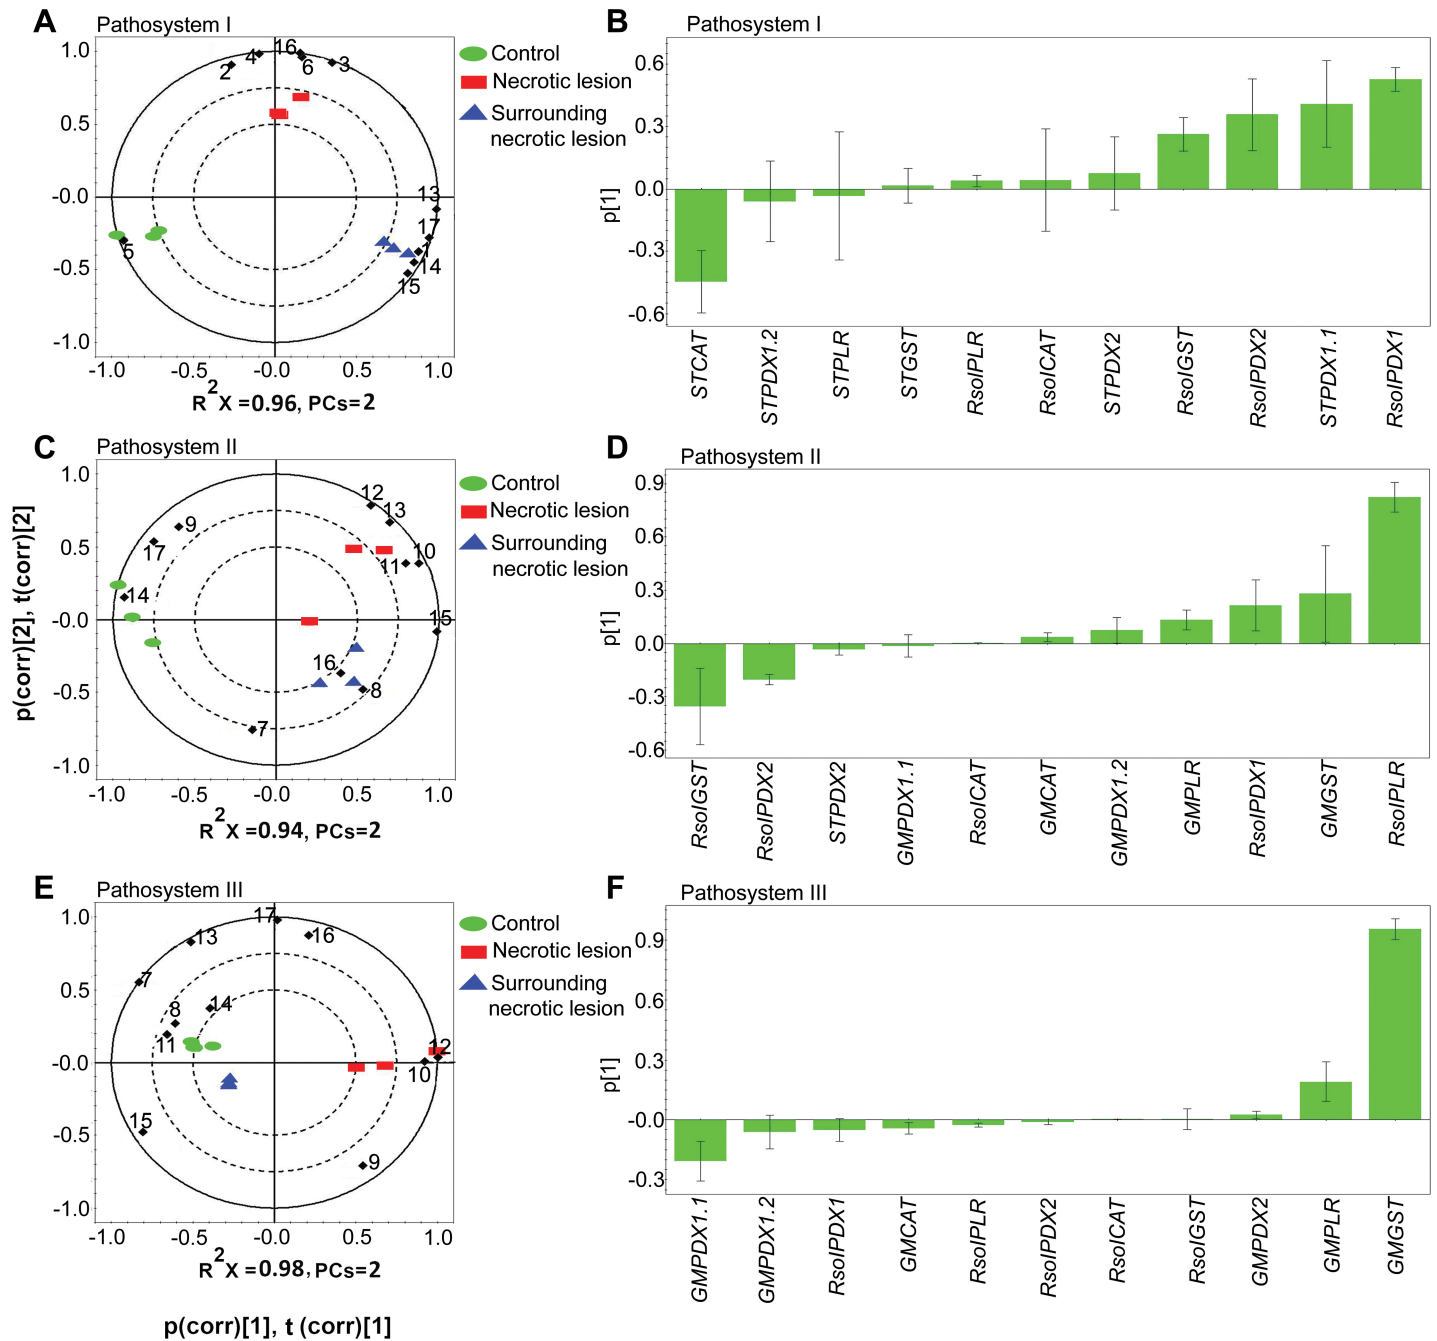 A Pathosystem I
1.0
0.5
-0.0
-0.5
-1.0
-1.0 -0.5 -0.0 0.5 1.0
2 4 16 6 3
13
17
1
14
15
5
Control
Necrotic lesion
Surrounding
necrotic lesion
R2X =0.96, PCs=2
B Pathosystem I
p[1]
0.6
0.3
0.0
-0.3
-0.6
STCAT
STPDX1.2
STPLR
STGST
RsolPLR
RsolCAT
STPDX2
RsolGST
RsolPDX2
STPDX1.1
RsolPDX1
C Pathosystem II
p(corr)[2], t(corr)[2]
1.0
0.5
-0.0
-0.5
-1.0
-1.0 -0.5 -0.0 0.5 1.0
12
13
9
17
11 10
14
15
16
8
7
Control
Necrotic lesion
Surrounding
necrotic lesion
R2X =0.94, PCs=2
D Pathosystem II
p[1]
0.9
0.6
0.3
0.0
-0.3
-0.6
RsolGST
RsolPDX2
STPDX2
GMPDX1.1
RsolCAT
GMCAT
GMPDX1.2
GMPLR
RsolPDX1
GMGST
RsolPLR
E Pathosystem III
1.0
0.5
-0.0
-0.5
-1.0
-1.0 -0.5 -0.0 0.5 1.0
17
16
13
7
8 14
11
12
10
15
9
Control
Necrotic lesion
Surrounding
necrotic lesion
R2X =0.98, PCs=2
p(corr)[1], t (corr)[1]
F Pathosystem III
p[1]
0.9
0.6
0.3
-0.0
-0.3
GMPDX1.1
GMPDX1.2
RsolPDX1
GMCAT
RsolPLR
RsolPDX2
RsolCAT
RsolGST
GMPDX2
GMPLR
GMGST